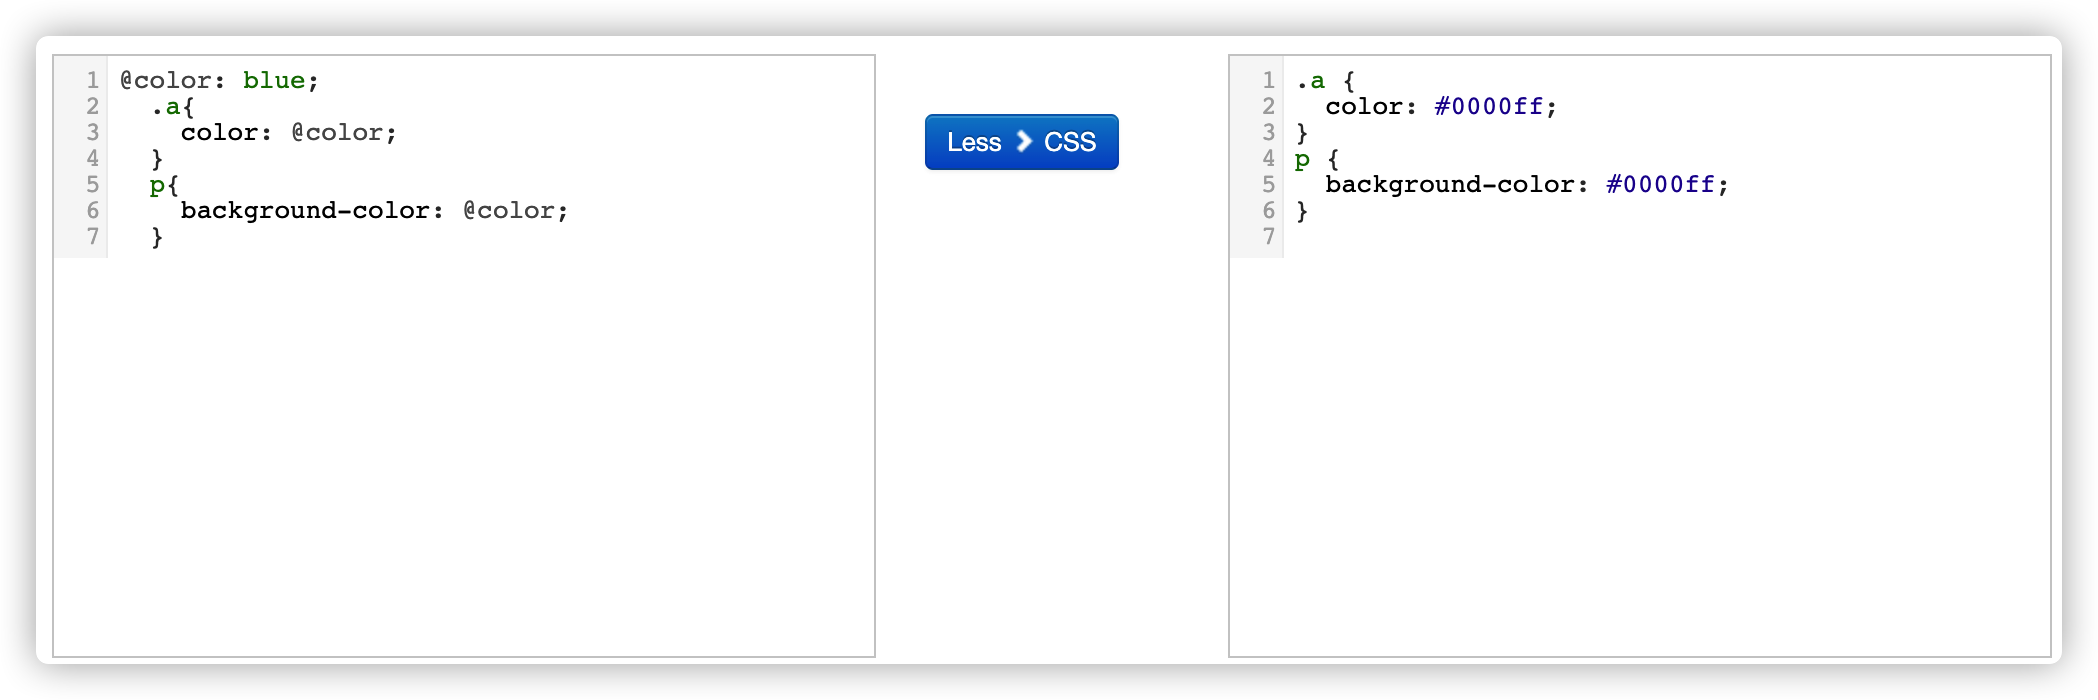 1 @color: blue;
2   .a{
3     color: @color;
4   }
5   p{
6     background-color: @color;
7   }
Less > CSS
1 .a {
2   color: #0000ff;
3 }
4 p {
5   background-color: #0000ff;
6 }
7